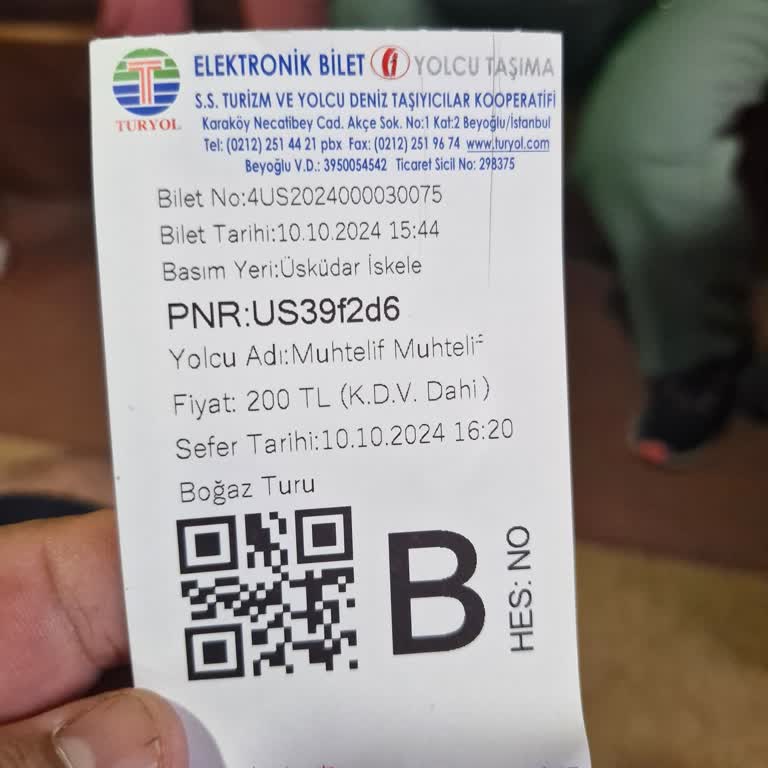 ELEKTRONİK BİLET YOLCU TAŞIMA
TURYOL
S.S. TURİZM VE YOLCU DENİZ TAŞIYICILAR KOOPERATİFİ
Karaköy Necatibey Cad. Akçe Sok. No:1 Kat:2 Beyoğlu/İstanbul
Tel: (0212) 251 44 21 pbx Fax: (0212) 251 96 74 www.turyol.com
Beyoğlu V.D.: 3950054542 Ticaret Sicil No: 298375
Bilet No:4US2024000030075
Bilet Tarihi:10.10.2024 15:44
Basım Yeri:Üsküdar İskele
PNR:US39f2d6
Yolcu Adı:Muhtelif Muhtelif
Fiyat: 200 TL (K.D.V. Dahi)
Sefer Tarihi:10.10.2024 16:20
Boğaz Turu
B
HES: NO